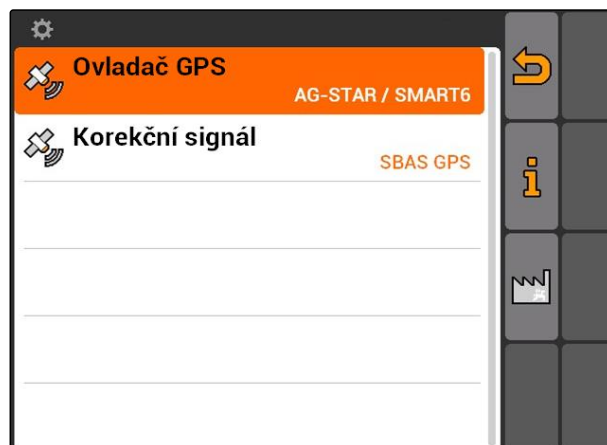 Ovladač GPS
AG-STAR / SMART6
Korekční signál
SBAS GPS